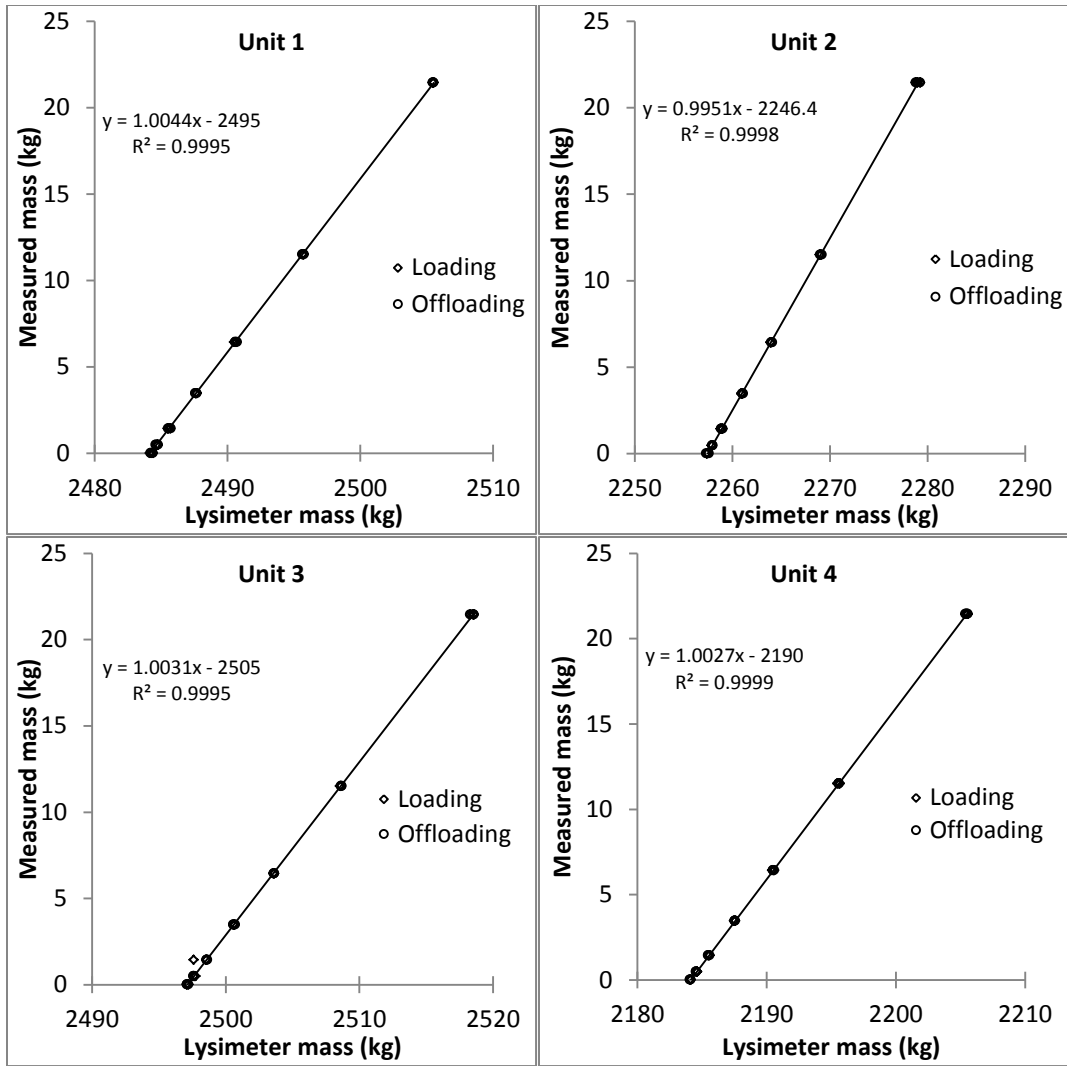 Unit 1
y = 1.0044x - 2495
R² = 0.9995
Measured mass (kg)
25
20
15
10
5
0
Loading
Offloading
2480 2490 2500 2510
Lysimeter mass (kg)
Unit 2
y = 0.9951x - 2246.4
R² = 0.9998
Measured mass (kg)
25
20
15
10
5
0
Loading
Offloading
2250 2260 2270 2280 2290
Lysimeter mass (kg)
Unit 3
y = 1.0031x - 2505
R² = 0.9995
Measured mass (kg)
25
20
15
10
5
0
Loading
Offloading
2490 2500 2510 2520
Lysimeter mass (kg)
Unit 4
y = 1.0027x - 2190
R² = 0.9999
Measured mass (kg)
25
20
15
10
5
0
Loading
Offloading
2180 2190 2200 2210
Lysimeter mass (kg)